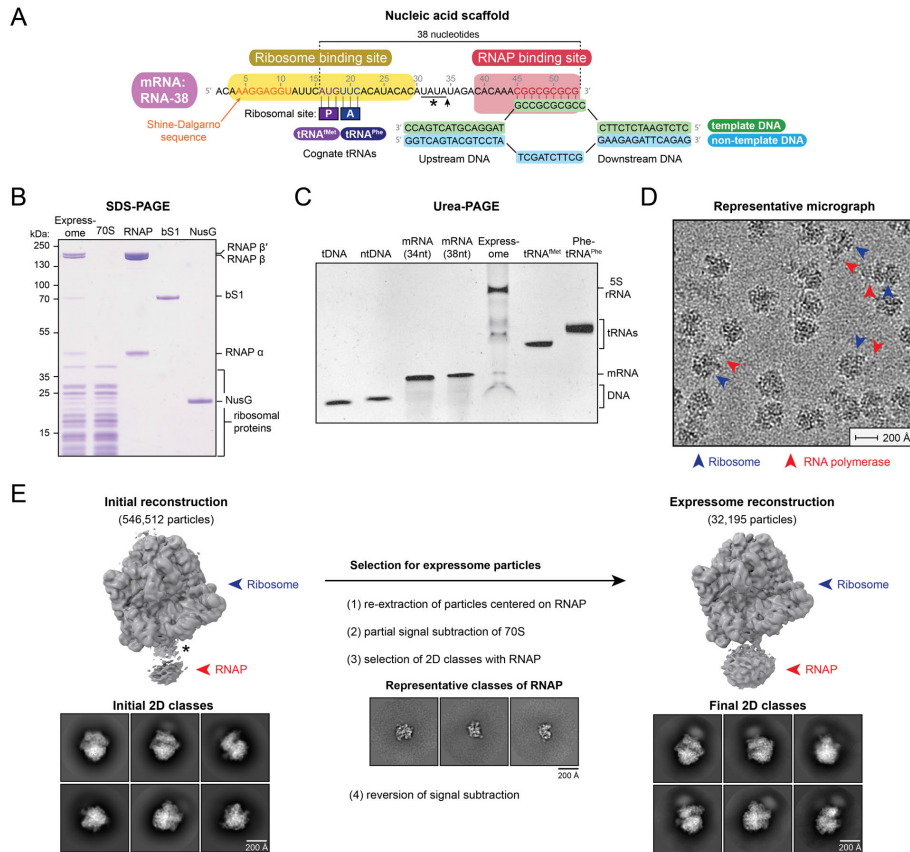 A
Nucleic acid scaffold
38 nucleotides
Ribosome binding site
RNAP binding site
mRNA:
RNA-38
5 10 15 20 25 30 35 40 45 50 55
ACAAAGGAGGUAUUCAUGUUCACAUACACAUAUUAGACACAAACGGCGCGCG 3'
* 
GCCGCGCGCC
Ribosomal site: P A
Shine-Dalgarno
sequence
tRNAfMet tRNAPhe
Cognate tRNAs
3' CCAGTCATGCAGGAT CTTCTCTAAGTCTC 5' template DNA
5' GGTCAGTACGTCCTA GAAGAGATTCAGAG 3' non-template DNA
TCGATCTTCG
Upstream DNA Downstream DNA
B
SDS-PAGE
Express-
ome 70S RNAP bS1 NusG
kDa:
250
130
100
70
55
35
25
15
RNAP β'
RNAP β
bS1
RNAP α
NusG
ribosomal
proteins
C
Urea-PAGE
tDNA ntDNA mRNA
(34nt) mRNA
(38nt) Express-
ome tRNAfMet Phe-
tRNAPhe
5S
rRNA
tRNAs
mRNA
DNA
D
Representative micrograph
200 Å
Ribosome RNA polymerase
E
Initial reconstruction
(546,512 particles)
Ribosome
*
RNAP
Initial 2D classes
200 Å
Selection for expressome particles
(1) re-extraction of particles centered on RNAP
(2) partial signal subtraction of 70S
(3) selection of 2D classes with RNAP
Representative classes of RNAP
200 Å
(4) reversion of signal subtraction
Expressome reconstruction
(32,195 particles)
Ribosome
RNAP
Final 2D classes
200 Å